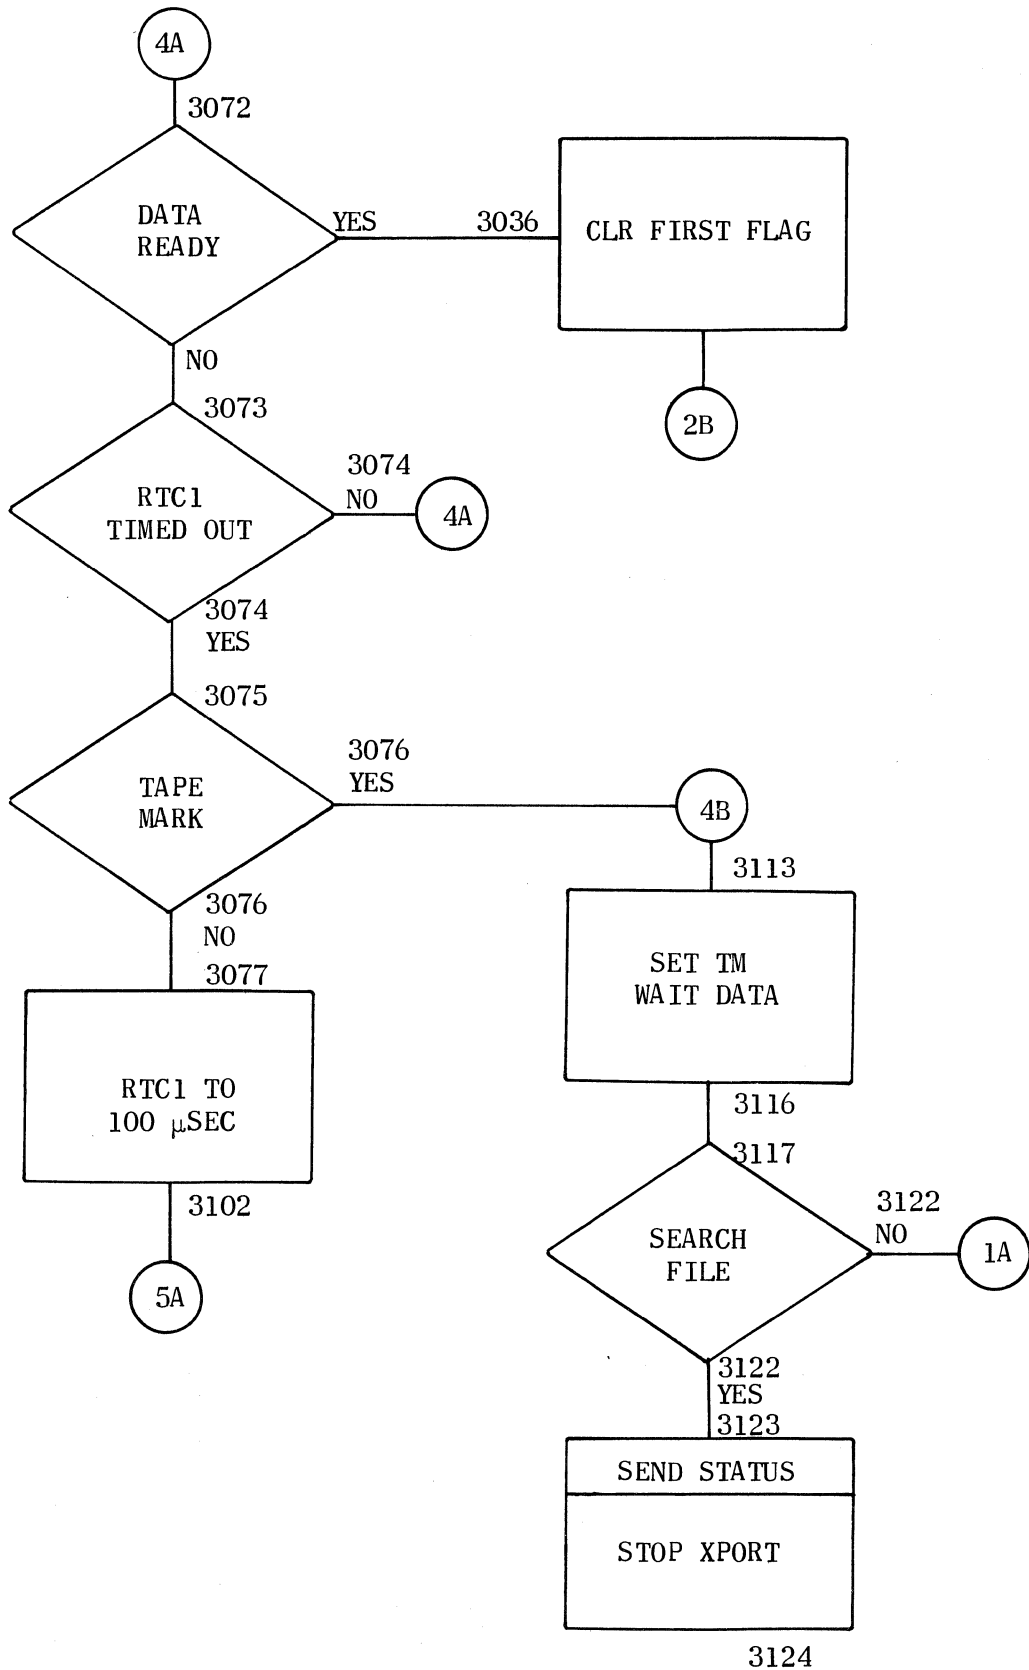 4A
3072
DATA
READY
YES
3036
CLR FIRST FLAG
NO
2B
3073
RTC1
TIMED OUT
3074
NO
4A
3074
YES
3075
TAPE
MARK
3076
YES
4B
3113
3076
NO
3077
SET TM
WAIT DATA
RTC1 TO
100 μSEC
3116
3102
3117
5A
SEARCH
FILE
3122
NO
1A
3122
YES
3123
SEND STATUS
STOP XPORT
3124